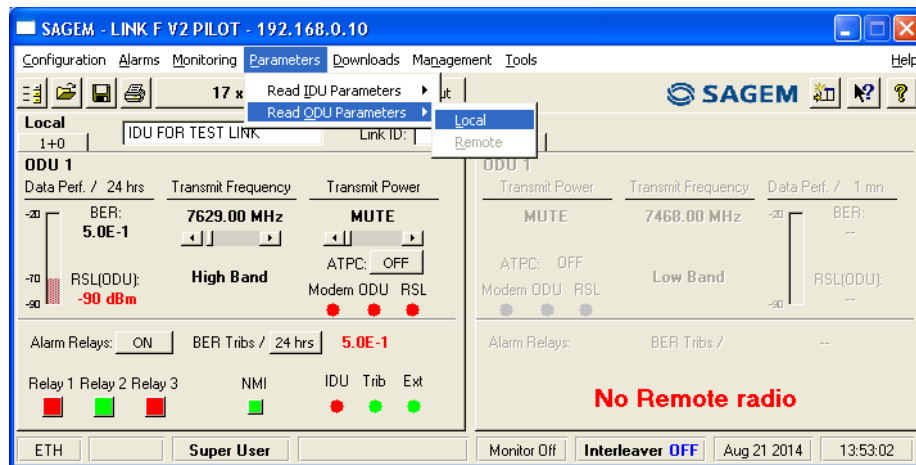 SAGEM - LINK F V2 PILOT - 192.168.0.10
Configuration Alarms Monitoring Parameters Downloads Management Tools Help
17 x
Read IDU Parameters
Read ODU Parameters
Local
Remote
SAGEM
Local
1+0
IDU FOR TEST LINK
Link ID:
ODU 1
Data Perf. / 24 hrs Transmit Frequency Transmit Power
-20 BER: 7629.00 MHz MUTE
5.0E-1
ATPC: OFF
-70 RSL(ODU): High Band
-90 -90 dBm Modem ODU RSL
Alarm Relays: ON BER Tribs / 24 hrs 5.0E-1
Relay 1 Relay 2 Relay 3 NMI IDU Trib Ext
ODU 1
Transmit Power Transmit Frequency Data Perf. / 1 mn
MUTE 7468.00 MHz -20 BER:
--
ATPC: OFF Low Band
Modem ODU RSL RSL(ODU):
-90 --
Alarm Relays: BER Tribs / --
No Remote radio
ETH Super User Monitor Off Interleaver OFF Aug 21 2014 13:53:02